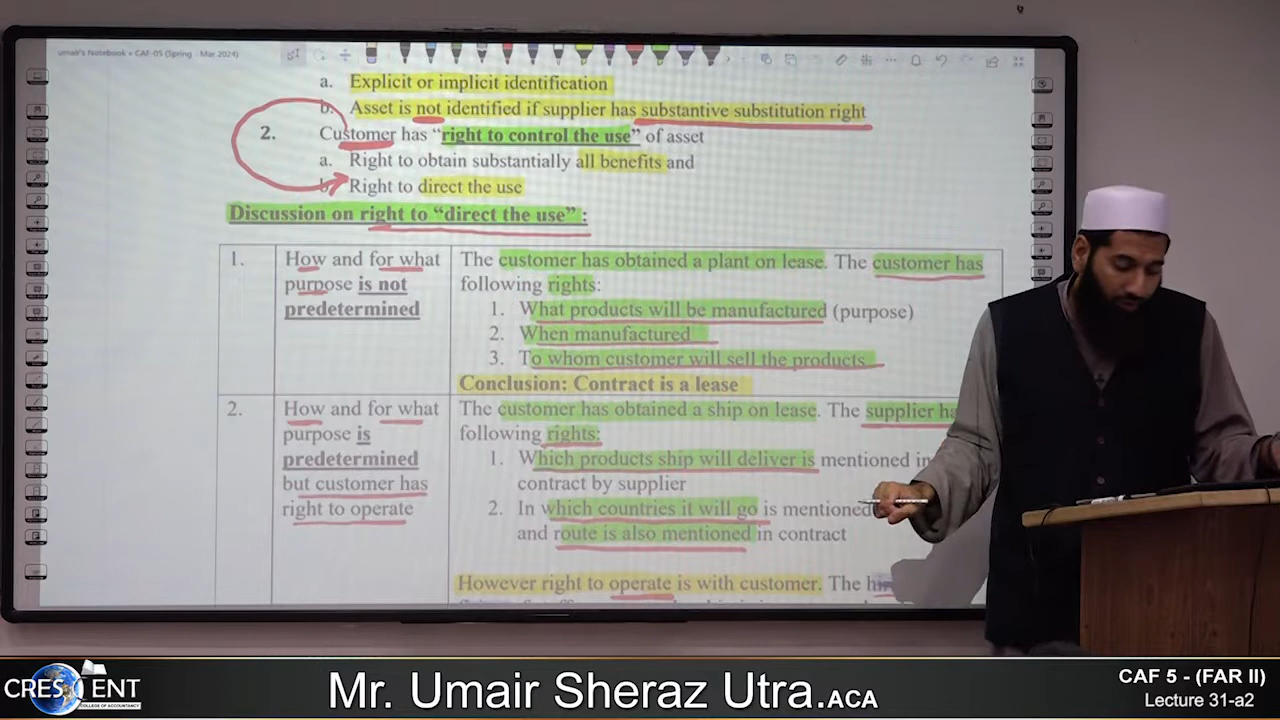 umair's Notebook » CAF-05 (Spring - Mar 2024)
a. Explicit or implicit identification
b. Asset is not identified if supplier has substantive substitution right
2. Customer has "right to control the use" of asset
a. Right to obtain substantially all benefits and
b. Right to direct the use
Discussion on right to "direct the use" :
1. How and for what
purpose is not
predetermined
The customer has obtained a plant on lease. The customer has
following rights:
1. What products will be manufactured (purpose)
2. When manufactured
3. To whom customer will sell the products
Conclusion: Contract is a lease
2. How and for what
purpose is
predetermined
but customer has
right to operate
The customer has obtained a ship on lease. The supplier
following rights:
1. Which products ship will deliver is mentioned in
contract by supplier
2. In which countries it will go is mentioned
and route is also mentioned in contract
However right to operate is with customer. The
CRESCENT
COLLEGE OF ACCOUNTANCY
Mr. Umair Sheraz Utra.ACA
CAF 5 - (FAR II)
Lecture 31-a2